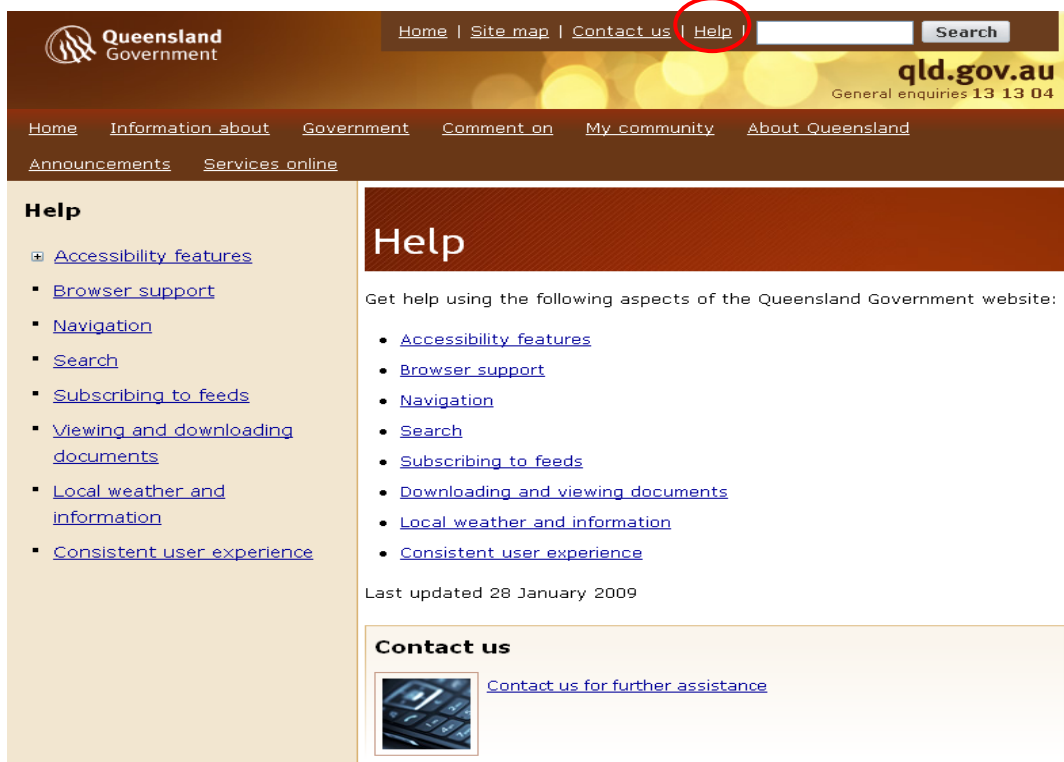 Queensland
Government
Home | Site map | Contact us | Help |
Search
qld.gov.au
General enquiries 13 13 04
Home Information about Government Comment on My community About Queensland
Announcements Services online
Help
Accessibility features
Browser support
Navigation
Search
Subscribing to feeds
Viewing and downloading
documents
Local weather and
information
Consistent user experience
Help
Get help using the following aspects of the Queensland Government website:
Accessibility features
Browser support
Navigation
Search
Subscribing to feeds
Downloading and viewing documents
Local weather and information
Consistent user experience
Last updated 28 January 2009
Contact us
Contact us for further assistance